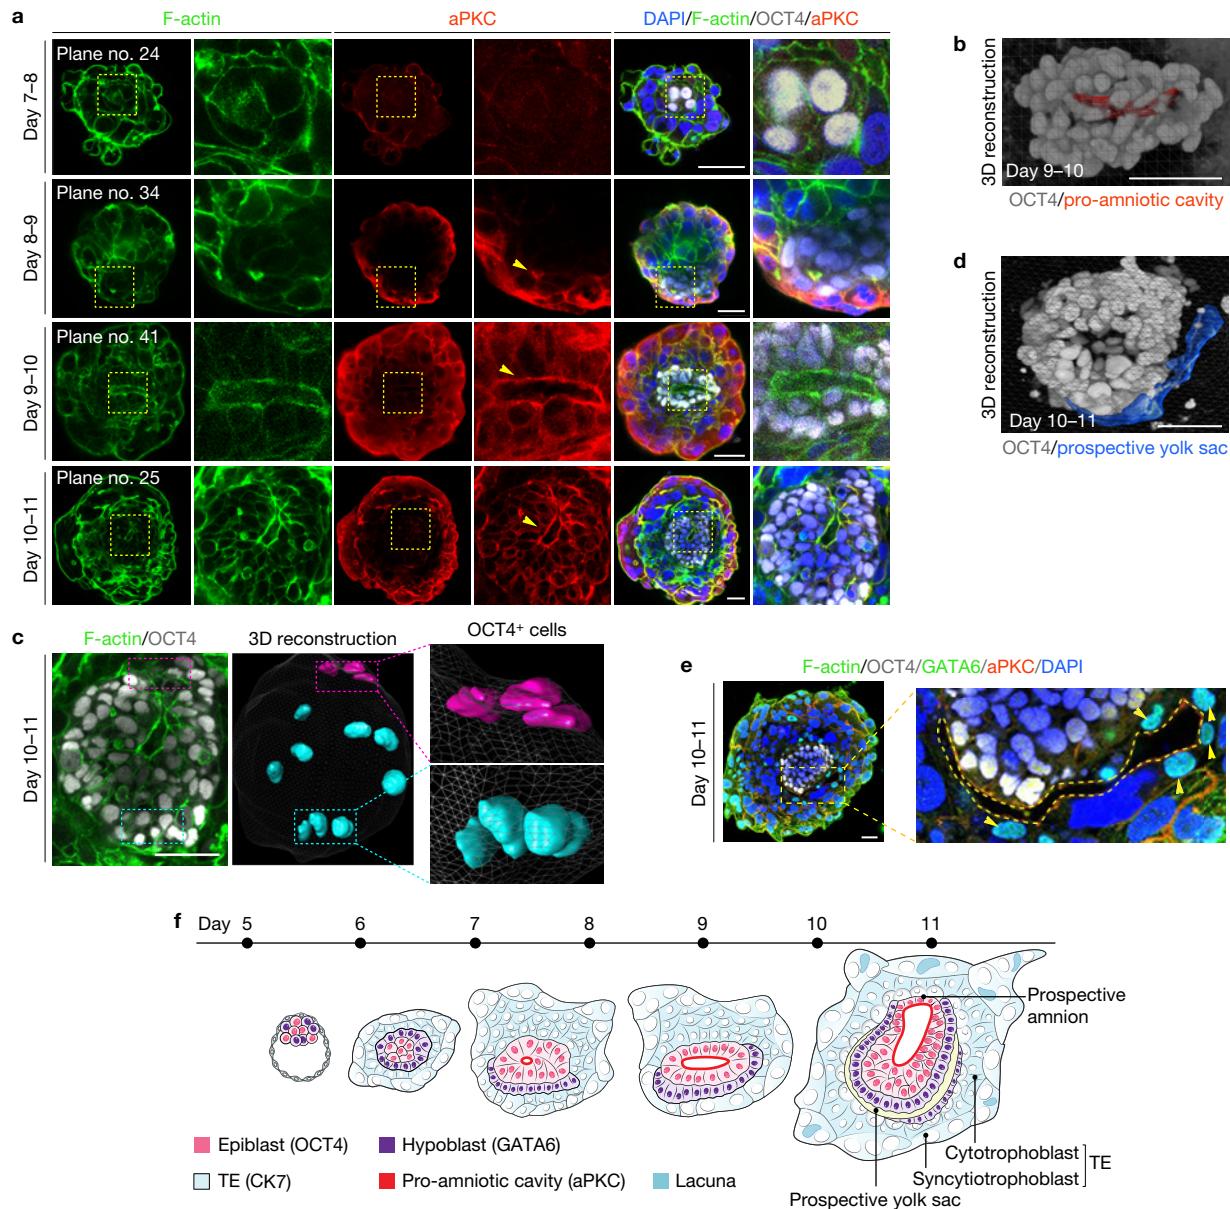 a
F-actin
aPKC
DAPI/F-actin/OCT4/aPKC
Day 7–8
Plane no. 24
Day 8–9
Plane no. 34
Day 9–10
Plane no. 41
Day 10–11
Plane no. 25
b
3D reconstruction
Day 9–10
OCT4/pro-amniotic cavity
d
3D reconstruction
Day 10–11
OCT4/prospective yolk sac
c
F-actin/OCT4
3D reconstruction
OCT4+ cells
Day 10–11
e
F-actin/OCT4/GATA6/aPKC/DAPI
Day 10–11
f
Day 5 6 7 8 9 10 11
Prospective
amnion
Cytotrophoblast
Syncytiotrophoblast
TE
Prospective yolk sac
Epiblast (OCT4)
Hypoblast (GATA6)
TE (CK7)
Pro-amniotic cavity (aPKC)
Lacuna